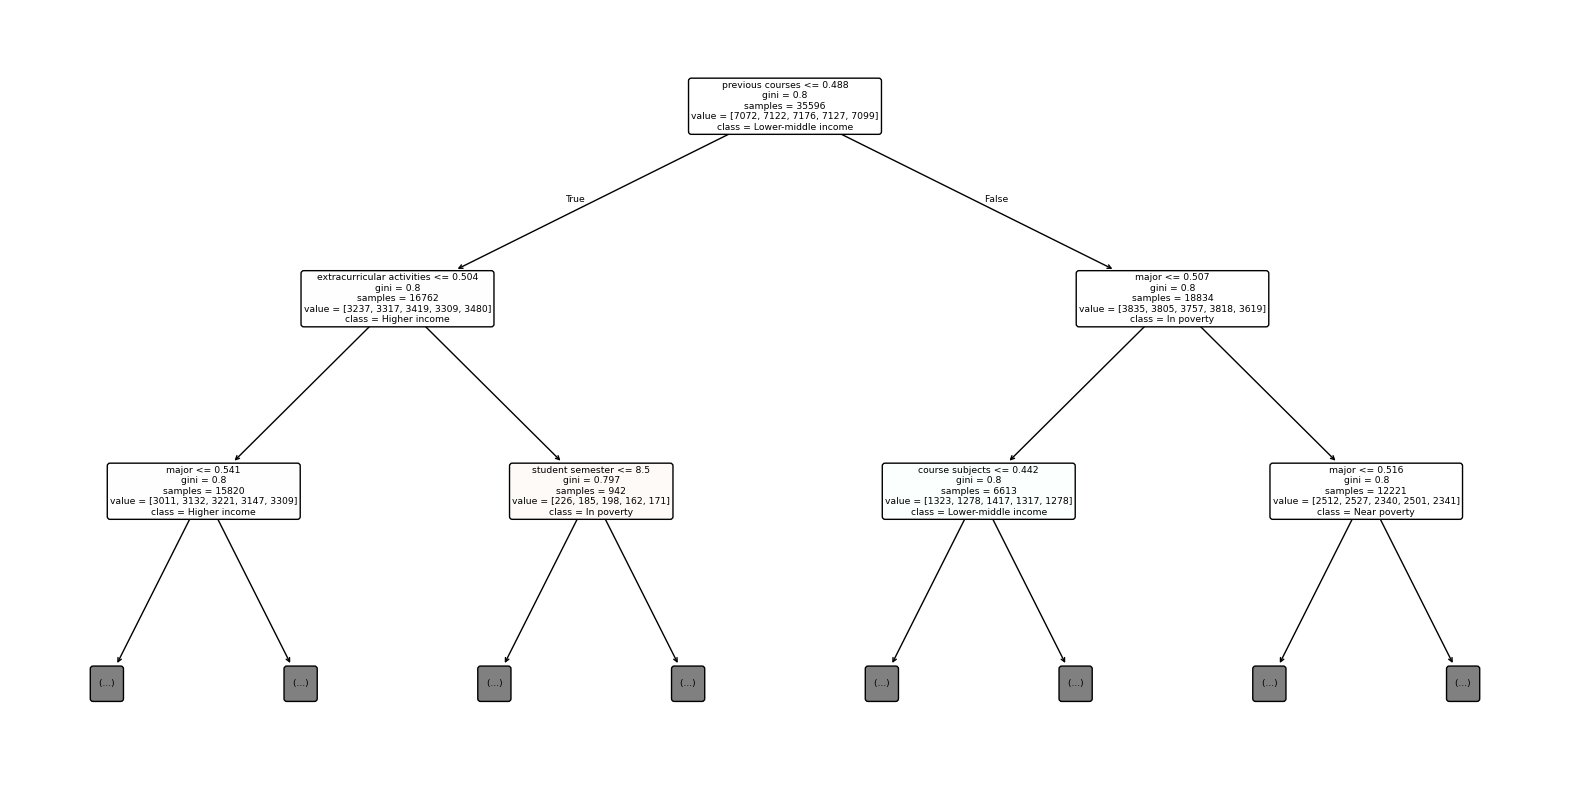 previous courses <= 0.488
gini = 0.8
samples = 35596
value = [7072, 7122, 7176, 7127, 7099]
class = Lower-middle income
True
False
extracurricular activities <= 0.504
gini = 0.8
samples = 16762
value = [3237, 3317, 3419, 3309, 3480]
class = Higher income
major <= 0.507
gini = 0.8
samples = 18834
value = [3835, 3805, 3757, 3818, 3619]
class = In poverty
major <= 0.541
gini = 0.8
samples = 15820
value = [3011, 3132, 3221, 3147, 3309]
class = Higher income
student semester <= 8.5
gini = 0.797
samples = 942
value = [226, 185, 198, 162, 171]
class = In poverty
course subjects <= 0.442
gini = 0.8
samples = 6613
value = [1323, 1278, 1417, 1317, 1278]
class = Lower-middle income
major <= 0.516
gini = 0.8
samples = 12221
value = [2512, 2527, 2340, 2501, 2341]
class = Near poverty
(...)
(...)
(...)
(...)
(...)
(...)
(...)
(...)